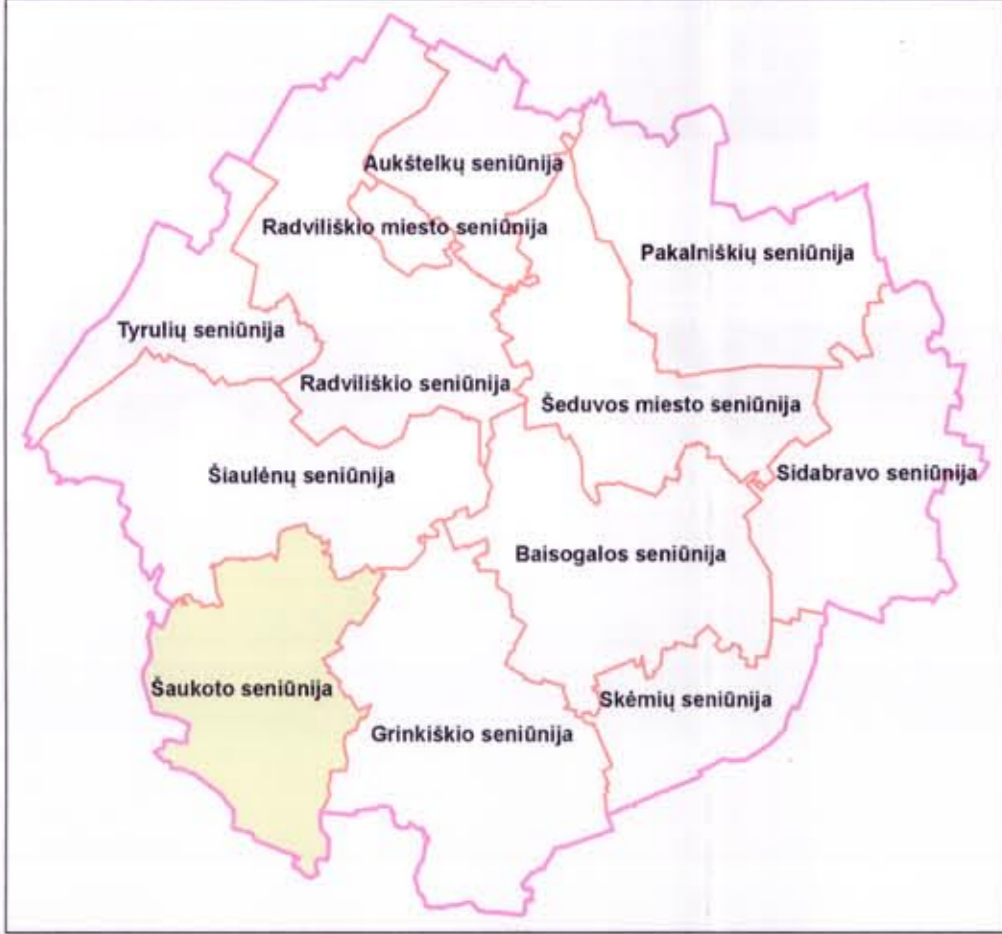 Aukštelkų seniūnija
Radviliškio miesto seniūnija
Pakalniškių seniūnija
Tyrulių seniūnija
Radviliškio seniūnija
Šeduvos miesto seniūnija
Šiaulėnų seniūnija
Sidabravo seniūnija
Baisogalos seniūnija
Šaukoto seniūnija
Skėmių seniūnija
Grinkiškio seniūnija